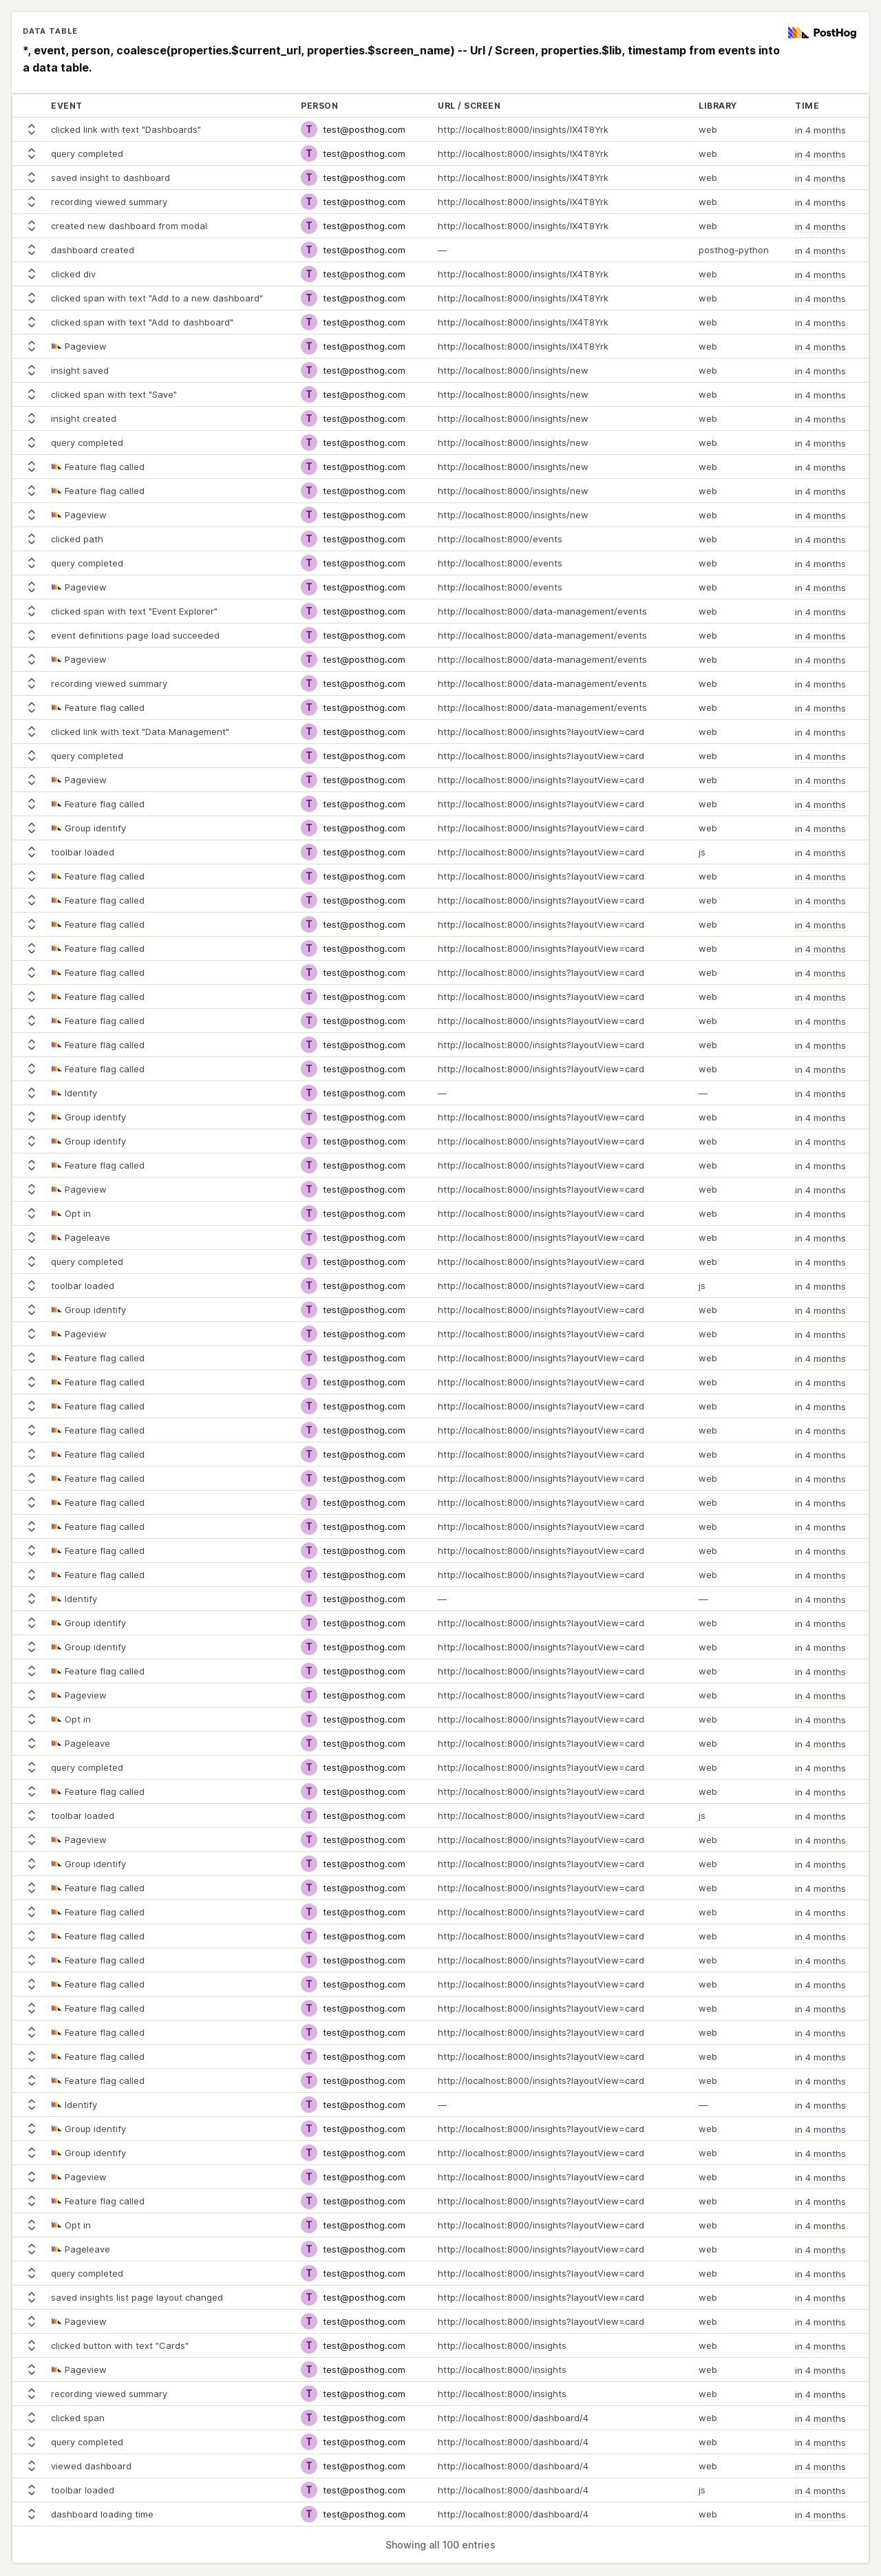 DATA TABLE
*, event, person, coalesce(properties.$current_url, properties.$screen_name) -- Url / Screen, properties.$lib, timestamp from events into
a data table.
PostHog
EVENT PERSON URL / SCREEN LIBRARY TIME
clicked link with text "Dashboards" T test@posthog.com http://localhost:8000/insights/lX4T8Yrk web in 4 months
query completed T test@posthog.com http://localhost:8000/insights/lX4T8Yrk web in 4 months
saved insight to dashboard T test@posthog.com http://localhost:8000/insights/lX4T8Yrk web in 4 months
recording viewed summary T test@posthog.com http://localhost:8000/insights/lX4T8Yrk web in 4 months
created new dashboard from modal T test@posthog.com http://localhost:8000/insights/lX4T8Yrk web in 4 months
dashboard created T test@posthog.com — posthog-python in 4 months
clicked div T test@posthog.com http://localhost:8000/insights/lX4T8Yrk web in 4 months
clicked span with text "Add to a new dashboard" T test@posthog.com http://localhost:8000/insights/lX4T8Yrk web in 4 months
clicked span with text "Add to dashboard" T test@posthog.com http://localhost:8000/insights/lX4T8Yrk web in 4 months
Pageview T test@posthog.com http://localhost:8000/insights/lX4T8Yrk web in 4 months
insight saved T test@posthog.com http://localhost:8000/insights/new web in 4 months
clicked span with text "Save" T test@posthog.com http://localhost:8000/insights/new web in 4 months
insight created T test@posthog.com http://localhost:8000/insights/new web in 4 months
query completed T test@posthog.com http://localhost:8000/insights/new web in 4 months
Feature flag called T test@posthog.com http://localhost:8000/insights/new web in 4 months
Feature flag called T test@posthog.com http://localhost:8000/insights/new web in 4 months
Pageview T test@posthog.com http://localhost:8000/insights/new web in 4 months
clicked path T test@posthog.com http://localhost:8000/events web in 4 months
query completed T test@posthog.com http://localhost:8000/events web in 4 months
Pageview T test@posthog.com http://localhost:8000/events web in 4 months
clicked span with text "Event Explorer" T test@posthog.com http://localhost:8000/data-management/events web in 4 months
event definitions page load succeeded T test@posthog.com http://localhost:8000/data-management/events web in 4 months
Pageview T test@posthog.com http://localhost:8000/data-management/events web in 4 months
recording viewed summary T test@posthog.com http://localhost:8000/data-management/events web in 4 months
Feature flag called T test@posthog.com http://localhost:8000/data-management/events web in 4 months
clicked link with text "Data Management" T test@posthog.com http://localhost:8000/insights?layoutView=card web in 4 months
query completed T test@posthog.com http://localhost:8000/insights?layoutView=card web in 4 months
Pageview T test@posthog.com http://localhost:8000/insights?layoutView=card web in 4 months
Feature flag called T test@posthog.com http://localhost:8000/insights?layoutView=card web in 4 months
Group identify T test@posthog.com http://localhost:8000/insights?layoutView=card web in 4 months
toolbar loaded T test@posthog.com http://localhost:8000/insights?layoutView=card js in 4 months
Feature flag called T test@posthog.com http://localhost:8000/insights?layoutView=card web in 4 months
Feature flag called T test@posthog.com http://localhost:8000/insights?layoutView=card web in 4 months
Feature flag called T test@posthog.com http://localhost:8000/insights?layoutView=card web in 4 months
Feature flag called T test@posthog.com http://localhost:8000/insights?layoutView=card web in 4 months
Feature flag called T test@posthog.com http://localhost:8000/insights?layoutView=card web in 4 months
Feature flag called T test@posthog.com http://localhost:8000/insights?layoutView=card web in 4 months
Feature flag called T test@posthog.com http://localhost:8000/insights?layoutView=card web in 4 months
Feature flag called T test@posthog.com http://localhost:8000/insights?layoutView=card web in 4 months
Feature flag called T test@posthog.com http://localhost:8000/insights?layoutView=card web in 4 months
Identify T test@posthog.com — — in 4 months
Group identify T test@posthog.com http://localhost:8000/insights?layoutView=card web in 4 months
Group identify T test@posthog.com http://localhost:8000/insights?layoutView=card web in 4 months
Feature flag called T test@posthog.com http://localhost:8000/insights?layoutView=card web in 4 months
Pageview T test@posthog.com http://localhost:8000/insights?layoutView=card web in 4 months
Opt in T test@posthog.com http://localhost:8000/insights?layoutView=card web in 4 months
Pageleave T test@posthog.com http://localhost:8000/insights?layoutView=card web in 4 months
query completed T test@posthog.com http://localhost:8000/insights?layoutView=card web in 4 months
toolbar loaded T test@posthog.com http://localhost:8000/insights?layoutView=card js in 4 months
Group identify T test@posthog.com http://localhost:8000/insights?layoutView=card web in 4 months
Pageview T test@posthog.com http://localhost:8000/insights?layoutView=card web in 4 months
Feature flag called T test@posthog.com http://localhost:8000/insights?layoutView=card web in 4 months
Feature flag called T test@posthog.com http://localhost:8000/insights?layoutView=card web in 4 months
Feature flag called T test@posthog.com http://localhost:8000/insights?layoutView=card web in 4 months
Feature flag called T test@posthog.com http://localhost:8000/insights?layoutView=card web in 4 months
Feature flag called T test@posthog.com http://localhost:8000/insights?layoutView=card web in 4 months
Feature flag called T test@posthog.com http://localhost:8000/insights?layoutView=card web in 4 months
Feature flag called T test@posthog.com http://localhost:8000/insights?layoutView=card web in 4 months
Feature flag called T test@posthog.com http://localhost:8000/insights?layoutView=card web in 4 months
Feature flag called T test@posthog.com http://localhost:8000/insights?layoutView=card web in 4 months
Feature flag called T test@posthog.com http://localhost:8000/insights?layoutView=card web in 4 months
Identify T test@posthog.com — — in 4 months
Group identify T test@posthog.com http://localhost:8000/insights?layoutView=card web in 4 months
Group identify T test@posthog.com http://localhost:8000/insights?layoutView=card web in 4 months
Feature flag called T test@posthog.com http://localhost:8000/insights?layoutView=card web in 4 months
Pageview T test@posthog.com http://localhost:8000/insights?layoutView=card web in 4 months
Opt in T test@posthog.com http://localhost:8000/insights?layoutView=card web in 4 months
Pageleave T test@posthog.com http://localhost:8000/insights?layoutView=card web in 4 months
query completed T test@posthog.com http://localhost:8000/insights?layoutView=card web in 4 months
Feature flag called T test@posthog.com http://localhost:8000/insights?layoutView=card web in 4 months
toolbar loaded T test@posthog.com http://localhost:8000/insights?layoutView=card js in 4 months
Pageview T test@posthog.com http://localhost:8000/insights?layoutView=card web in 4 months
Group identify T test@posthog.com http://localhost:8000/insights?layoutView=card web in 4 months
Feature flag called T test@posthog.com http://localhost:8000/insights?layoutView=card web in 4 months
Feature flag called T test@posthog.com http://localhost:8000/insights?layoutView=card web in 4 months
Feature flag called T test@posthog.com http://localhost:8000/insights?layoutView=card web in 4 months
Feature flag called T test@posthog.com http://localhost:8000/insights?layoutView=card web in 4 months
Feature flag called T test@posthog.com http://localhost:8000/insights?layoutView=card web in 4 months
Feature flag called T test@posthog.com http://localhost:8000/insights?layoutView=card web in 4 months
Feature flag called T test@posthog.com http://localhost:8000/insights?layoutView=card web in 4 months
Feature flag called T test@posthog.com http://localhost:8000/insights?layoutView=card web in 4 months
Feature flag called T test@posthog.com http://localhost:8000/insights?layoutView=card web in 4 months
Identify T test@posthog.com — — in 4 months
Group identify T test@posthog.com http://localhost:8000/insights?layoutView=card web in 4 months
Group identify T test@posthog.com http://localhost:8000/insights?layoutView=card web in 4 months
Pageview T test@posthog.com http://localhost:8000/insights?layoutView=card web in 4 months
Feature flag called T test@posthog.com http://localhost:8000/insights?layoutView=card web in 4 months
Opt in T test@posthog.com http://localhost:8000/insights?layoutView=card web in 4 months
Pageleave T test@posthog.com http://localhost:8000/insights?layoutView=card web in 4 months
query completed T test@posthog.com http://localhost:8000/insights?layoutView=card web in 4 months
saved insights list page layout changed T test@posthog.com http://localhost:8000/insights?layoutView=card web in 4 months
Pageview T test@posthog.com http://localhost:8000/insights?layoutView=card web in 4 months
clicked button with text "Cards" T test@posthog.com http://localhost:8000/insights web in 4 months
Pageview T test@posthog.com http://localhost:8000/insights web in 4 months
recording viewed summary T test@posthog.com http://localhost:8000/insights web in 4 months
clicked span T test@posthog.com http://localhost:8000/dashboard/4 web in 4 months
query completed T test@posthog.com http://localhost:8000/dashboard/4 web in 4 months
viewed dashboard T test@posthog.com http://localhost:8000/dashboard/4 web in 4 months
toolbar loaded T test@posthog.com http://localhost:8000/dashboard/4 js in 4 months
dashboard loading time T test@posthog.com http://localhost:8000/dashboard/4 web in 4 months
Showing all 100 entries